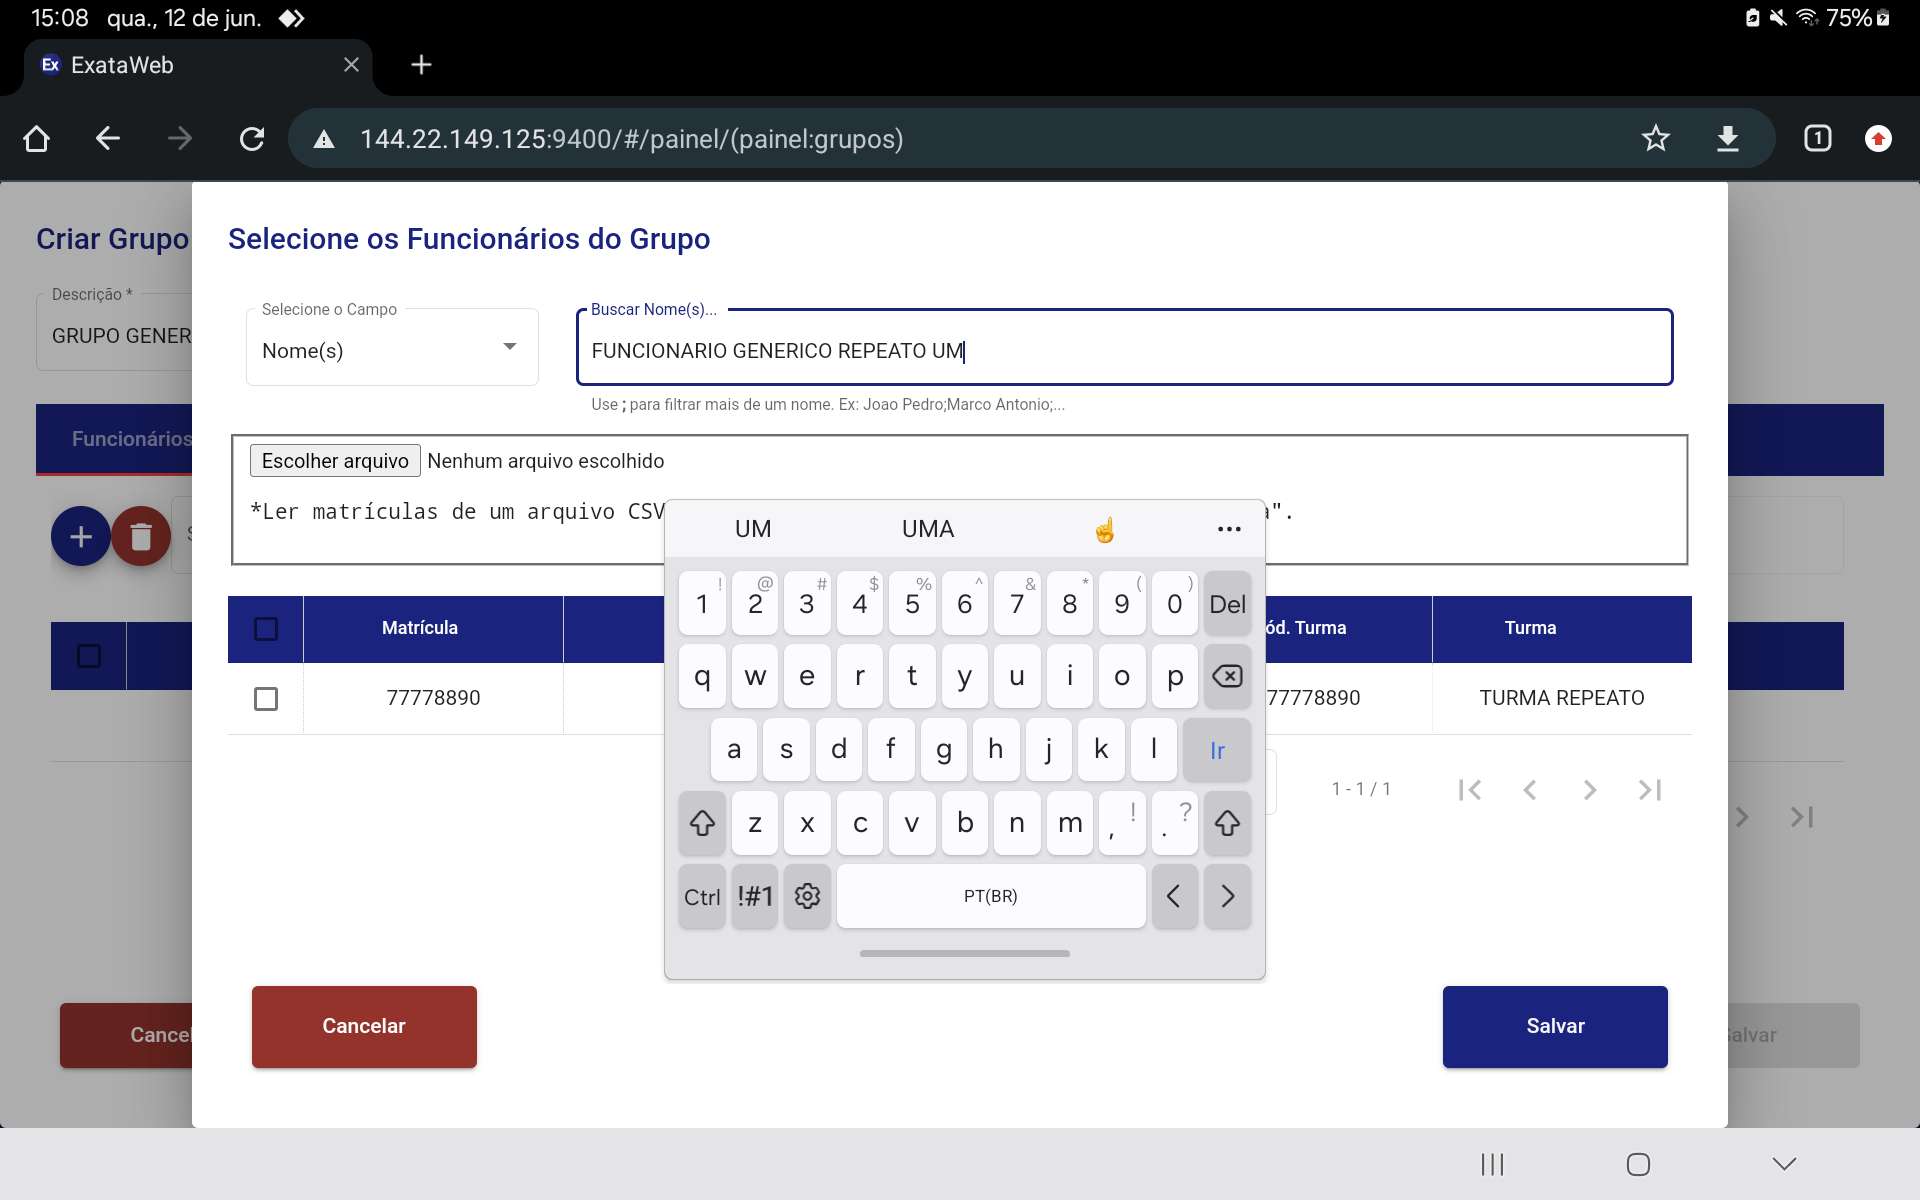 15:08 qua., 12 de jun. 75%
Ex ExataWeb
144.22.149.125:9400/#/painel/(painel:grupos) 1
Criar Grupo
Selecione os Funcionários do Grupo
Descrição *
GRUPO GENER
Selecione o Campo
Nome(s)
Buscar Nome(s)...
FUNCIONARIO GENERICO REPEATO UM
Use ; para filtrar mais de um nome. Ex: Joao Pedro;Marco Antonio;...
Funcionários
Escolher arquivo Nenhum arquivo escolhido
*Ler matrículas de um arquivo CSV a".
Matrícula ód. Turma Turma
77778890 77778890 TURMA REPEATO
1 - 1 / 1
UM UMA ☝ •••
! @ # $ % ^ & * ( )
1 2 3 4 5 6 7 8 9 0 Del
q w e r t y u i o p
a s d f g h j k l Ir
z x c v b n m , ! . ?
Ctrl !#1 PT(BR) < >
Cancelar Salvar
Cancel alvar